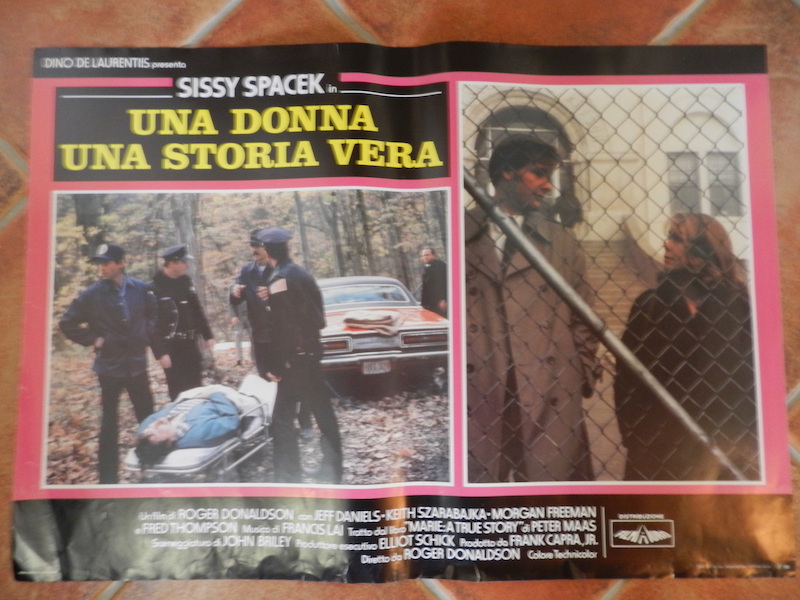 DINO DE LAURENTIIS presenta
SISSY SPACEK in
UNA DONNA
UNA STORIA VERA
Un film di ROGER DONALDSON con JEFF DANIELS - KEITH SZARABAJKA - MORGAN FREEMAN
e FRED THOMPSON Musica di FRANCIS LAI Tratto dal libro "MARIE: A TRUE STORY" di PETER MAAS
Sceneggiatura di JOHN BRILEY Produttore esecutivo ELLIOT SCHICK Prodotto da FRANK CAPRA, JR.
Diretto da ROGER DONALDSON Colore Technicolor
DISTRIBUZIONE